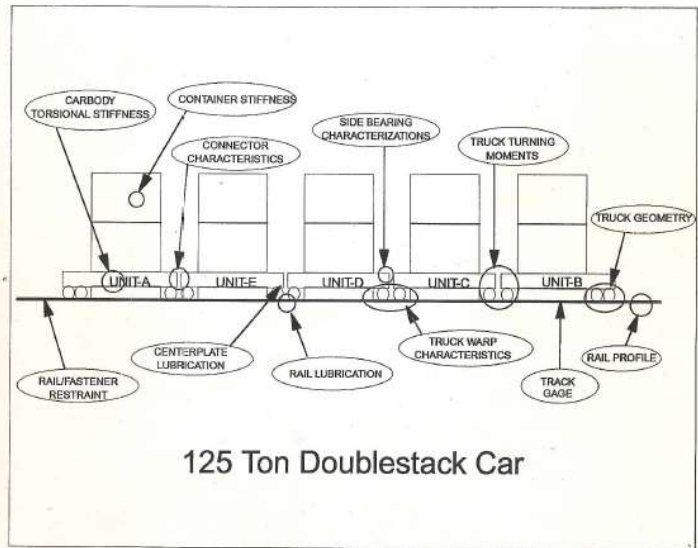 CARBODY
TORSIONAL STIFFNESS
CONTAINER STIFFNESS
CONNECTOR
CHARACTERISTICS
SIDE BEARING
CHARACTERIZATIONS
TRUCK TURNING
MOMENTS
TRUCK GEOMETRY
UNIT-A
UNIT-E
UNIT-D
UNIT-C
UNIT-B
RAIL/FASTENER
RESTRAINT
CENTERPLATE
LUBRICATION
RAIL LUBRICATION
TRUCK WARP
CHARACTERISTICS
TRACK
GAGE
RAIL PROFILE
125 Ton Doublestack Car